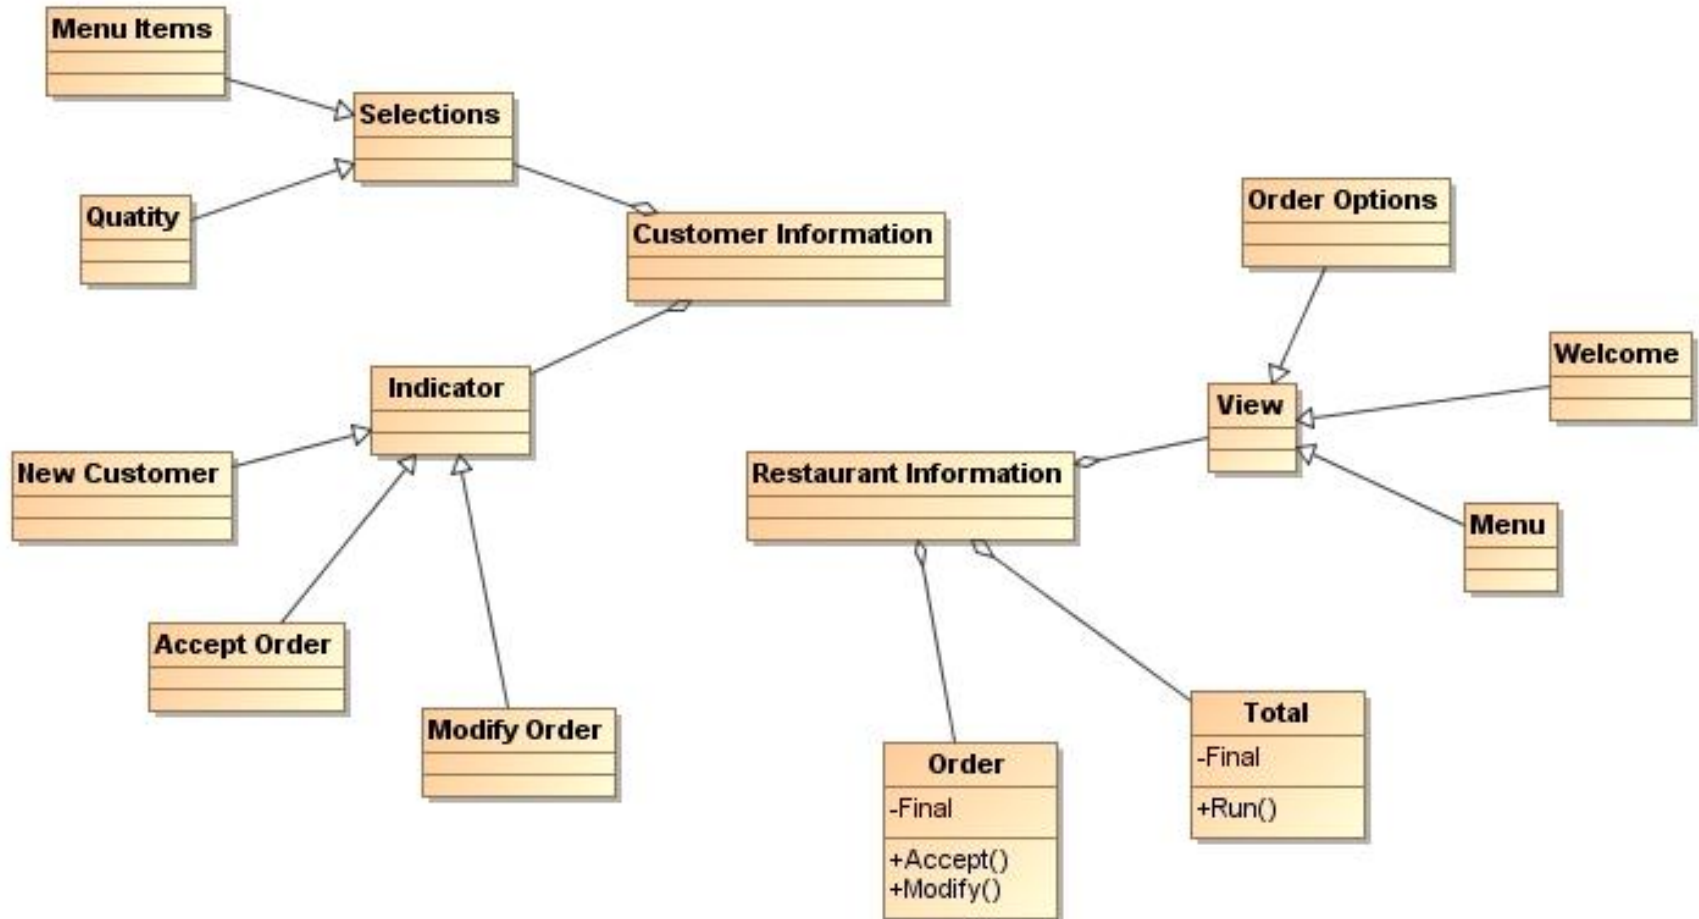 Menu Items
Selections
Quatity
Customer Information
Order Options
Welcome
View
Indicator
New Customer
Restaurant Information
Menu
Accept Order
Modify Order
Order
-Final
+Accept()
+Modify()
Total
-Final
+Run()